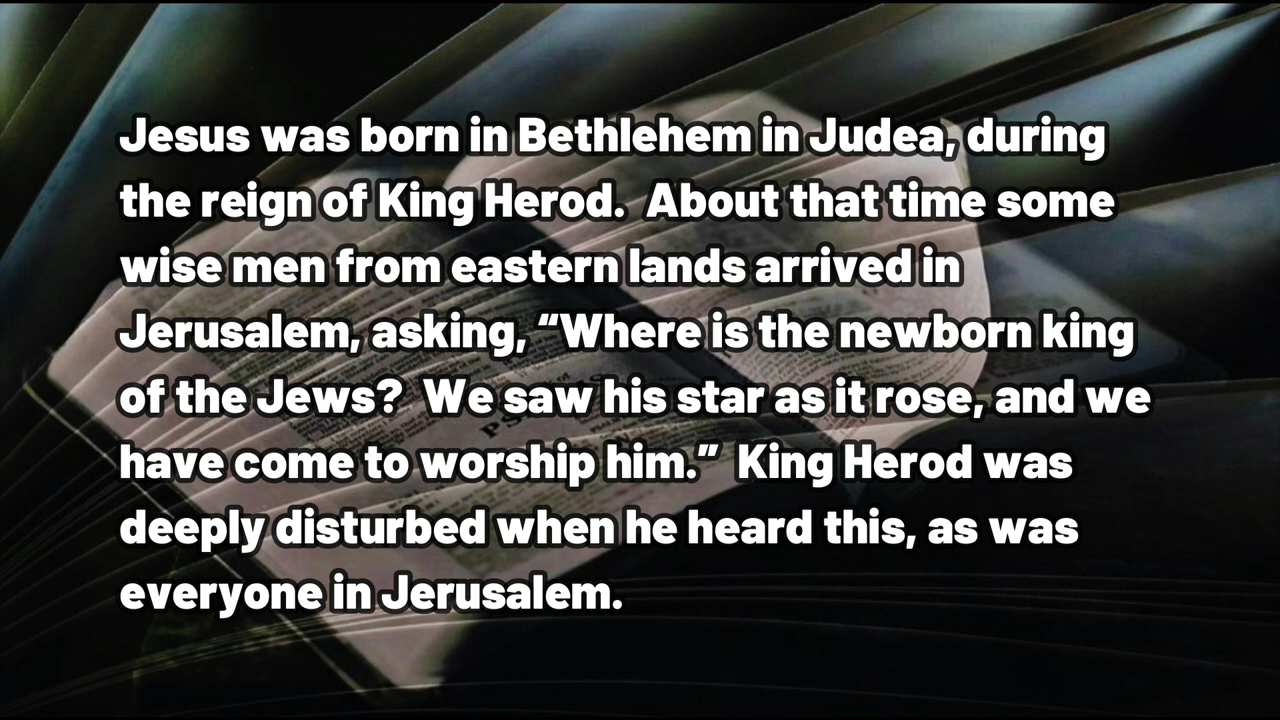 Jesus was born in Bethlehem in Judea, during
the reign of King Herod.  About that time some
wise men from eastern lands arrived in
Jerusalem, asking, “Where is the newborn king
of the Jews?  We saw his star as it rose, and we
have come to worship him.”  King Herod was
deeply disturbed when he heard this, as was
everyone in Jerusalem.